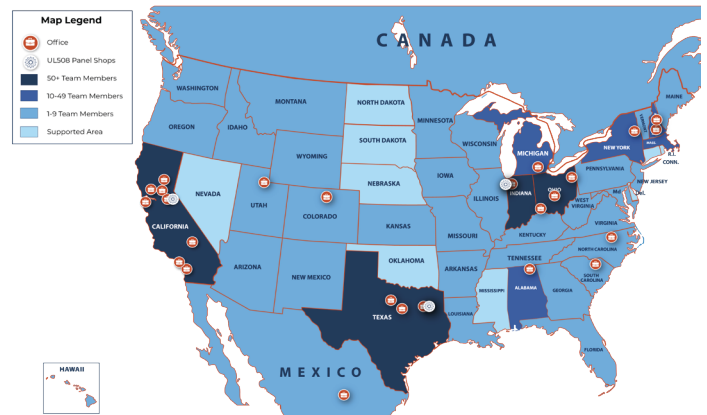 Map Legend
Office
UL508 Panel Shops
50+ Team Members
10-49 Team Members
1-9 Team Members
Supported Area
CANADA
WASHINGTON
OREGON
IDAHO
MONTANA
WYOMING
NORTH DAKOTA
SOUTH DAKOTA
NEBRASKA
MINNESOTA
WISCONSIN
IOWA
MICHIGAN
ILLINOIS
INDIANA
OHIO
NEW YORK
VERMONT
MAINE
MASS.
R.I.
CONN.
PENNSYLVANIA
NEW JERSEY
Md.
Del.
WEST
VIRGINIA
VIRGINIA
KENTUCKY
NORTH CAROLINA
TENNESSEE
SOUTH
CAROLINA
NEVADA
UTAH
COLORADO
KANSAS
MISSOURI
CALIFORNIA
ARIZONA
NEW MEXICO
OKLAHOMA
ARKANSAS
MISSISSIPPI
ALABAMA
GEORGIA
TEXAS
LOUISIANA
FLORIDA
MEXICO
HAWAII